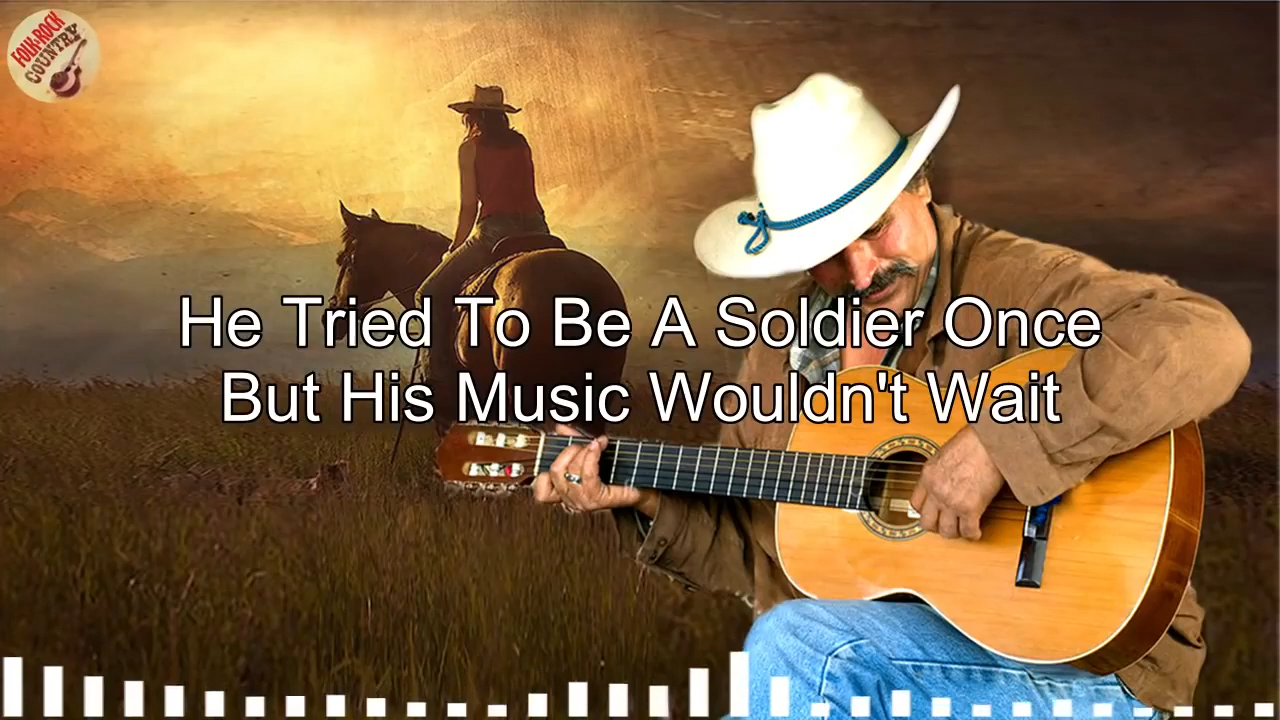 FOLK-ROCK
COUNTRY
He Tried To Be A Soldier Once
But His Music Wouldn't Wait